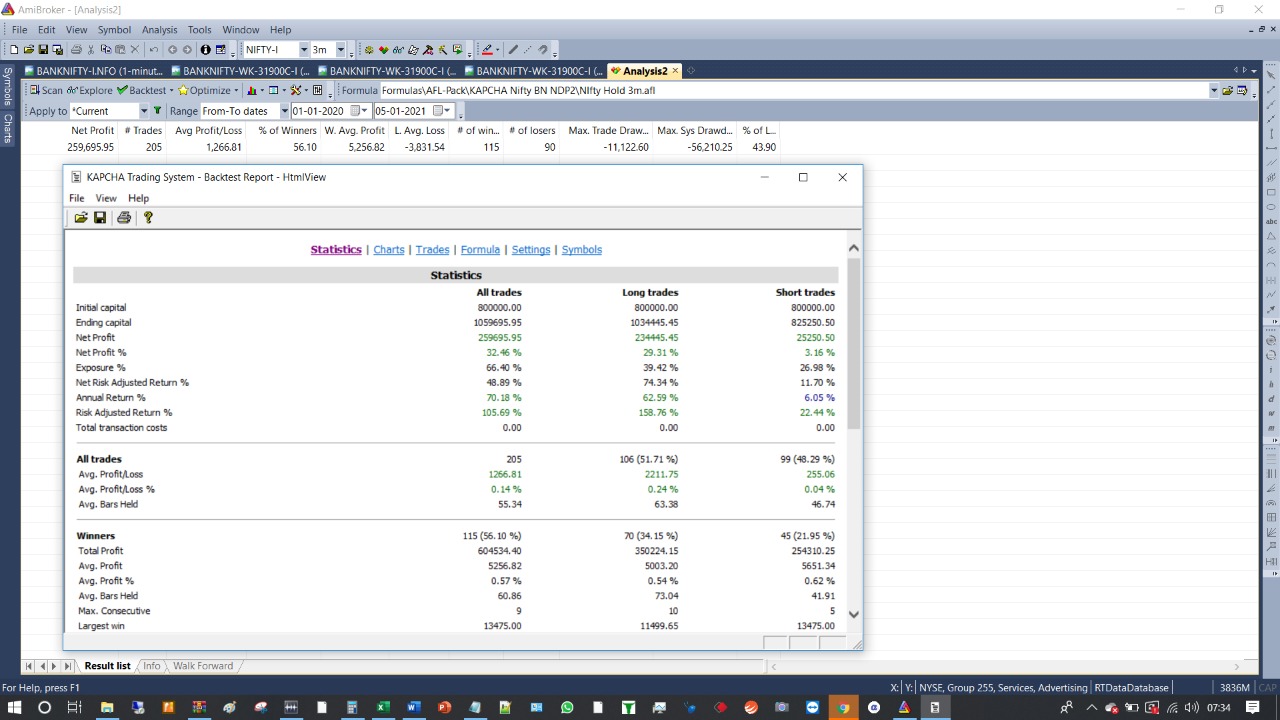 AmiBroker - [Analysis2]
File Edit View Symbol Analysis Tools Window Help
NIFTY-I 3m
BANKNIFTY-I.NFO (1-minut... BANKNIFTY-WK-31900C-I (... BANKNIFTY-WK-31900C-I (... BANKNIFTY-WK-31900C-I (... Analysis2
Symbols
Charts
Scan Explore Backtest Optimize Formula Formulas\AFL-Pack\KAPCHA Nifty BN NDP2\NIfty Hold 3m.afl
Apply to *Current Range From-To dates 01-01-2020 05-01-2021
Net Profit # Trades Avg Profit/Loss % of Winners W. Avg. Profit L. Avg. Loss # of win... # of losers Max. Trade Draw... Max. Sys Drawd... % of L...
259,695.95 205 1,266.81 56.10 5,256.82 -3,831.54 115 90 -11,122.60 -56,210.25 43.90
KAPCHA Trading System - Backtest Report - HtmlView
File View Help
Statistics | Charts | Trades | Formula | Settings | Symbols
Statistics
All trades Long trades Short trades
Initial capital 800000.00 800000.00 800000.00
Ending capital 1059695.95 1034445.45 825250.50
Net Profit 259695.95 234445.45 25250.50
Net Profit % 32.46 % 29.31 % 3.16 %
Exposure % 66.40 % 39.42 % 26.98 %
Net Risk Adjusted Return % 48.89 % 74.34 % 11.70 %
Annual Return % 70.18 % 62.59 % 6.05 %
Risk Adjusted Return % 105.69 % 158.76 % 22.44 %
Total transaction costs 0.00 0.00 0.00
All trades 205 106 (51.71 %) 99 (48.29 %)
Avg. Profit/Loss 1266.81 2211.75 255.06
Avg. Profit/Loss % 0.14 % 0.24 % 0.04 %
Avg. Bars Held 55.34 63.38 46.74
Winners 115 (56.10 %) 70 (34.15 %) 45 (21.95 %)
Total Profit 604534.40 350224.15 254310.25
Avg. Profit 5256.82 5003.20 5651.34
Avg. Profit % 0.57 % 0.54 % 0.62 %
Avg. Bars Held 60.86 73.04 41.91
Max. Consecutive 9 10 5
Largest win 13475.00 11499.65 13475.00
Result list Info Walk Forward
For Help, press F1 X: Y: NYSE, Group 255, Services, Advertising RTDataDatabase 3836M CAP
07:34